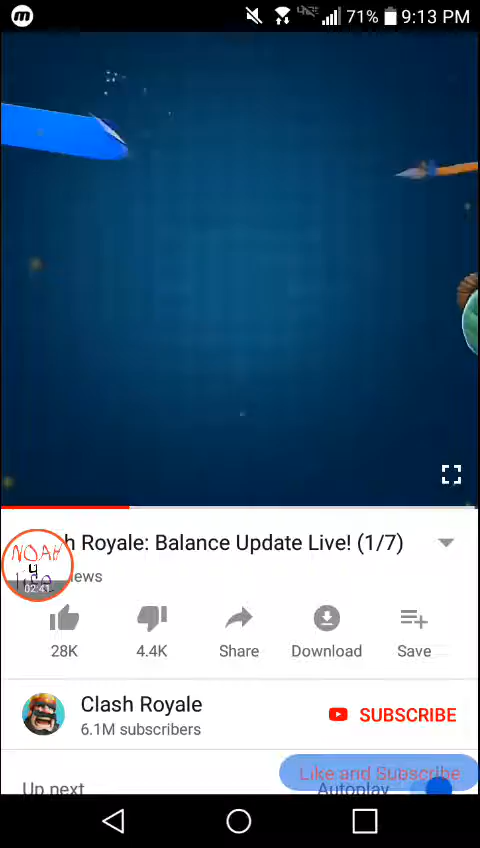 71% 9:13 PM
h Royale: Balance Update Live! (1/7)
NOAH
4
LIFE
02:41
iews
28K
4.4K
Share
Download
Save
Clash Royale
6.1M subscribers
SUBSCRIBE
Like and Subscribe
Up next
Autoplay